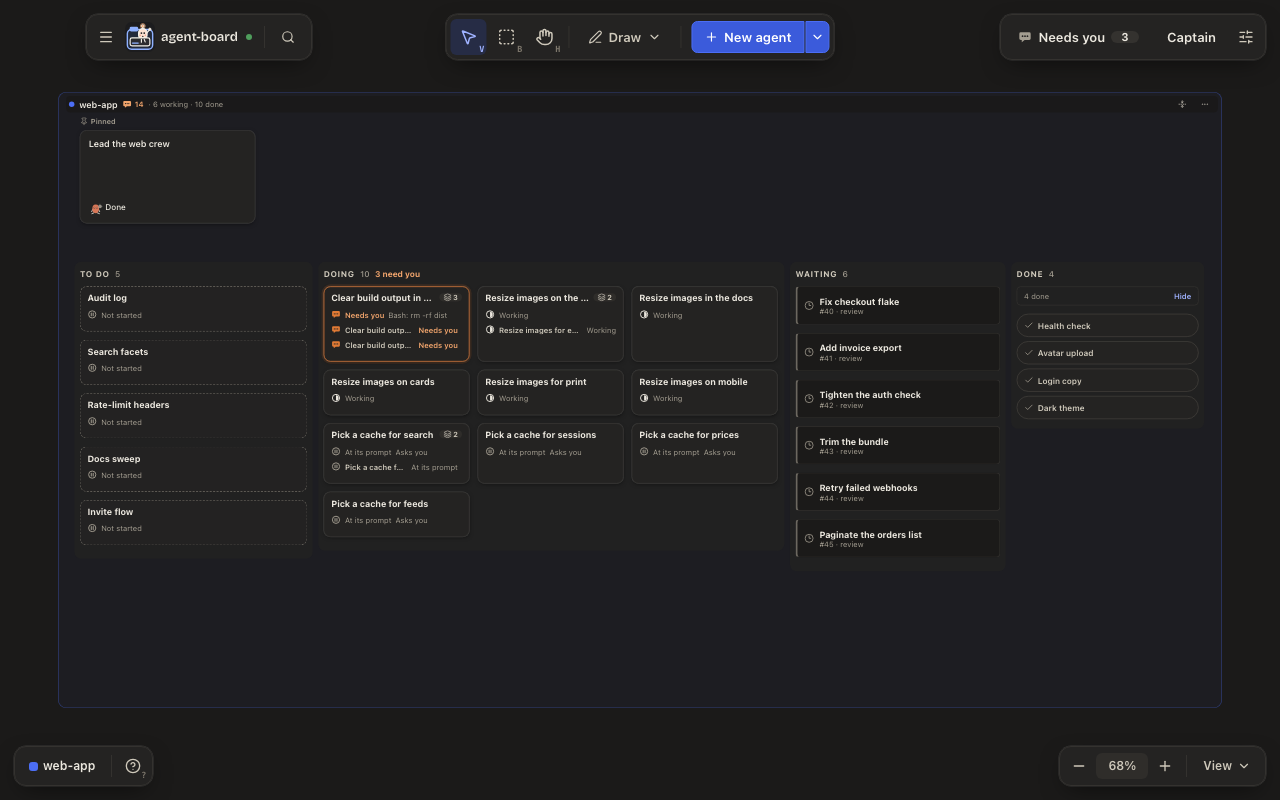 agent-board
V
B
H
Draw
New agent
Needs you 3
Captain
web-app 14 · 6 working · 10 done
Pinned
Lead the web crew
Done
TO DO 5
Audit log
Not started
Search facets
Not started
Rate-limit headers
Not started
Docs sweep
Not started
Invite flow
Not started
DOING 10 3 need you
Clear build output in ... 3
Needs you Bash: rm -rf dist
Clear build outp... Needs you
Clear build outp... Needs you
Resize images on the ... 2
Working
Resize images for e... Working
Resize images in the docs
Working
Resize images on cards
Working
Resize images for print
Working
Resize images on mobile
Working
Pick a cache for search 2
At its prompt Asks you
Pick a cache f... At its prompt
Pick a cache for sessions
At its prompt Asks you
Pick a cache for prices
At its prompt Asks you
Pick a cache for feeds
At its prompt Asks you
WAITING 6
Fix checkout flake
#40 · review
Add invoice export
#41 · review
Tighten the auth check
#42 · review
Trim the bundle
#43 · review
Retry failed webhooks
#44 · review
Paginate the orders list
#45 · review
DONE 4
4 done Hide
Health check
Avatar upload
Login copy
Dark theme
web-app
?
68%
View